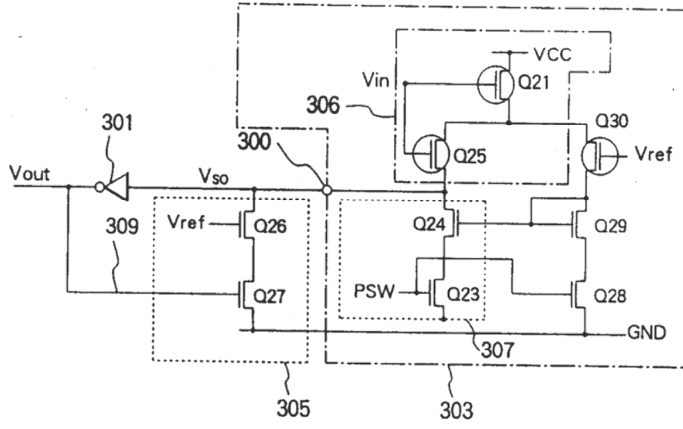 VCC
Vin
Q21
306
Q30
301
300
Q25
Vref
Vout
Vso
Vref
Q26
Q24
Q29
309
PSW
Q23
Q28
Q27
307
GND
305
303